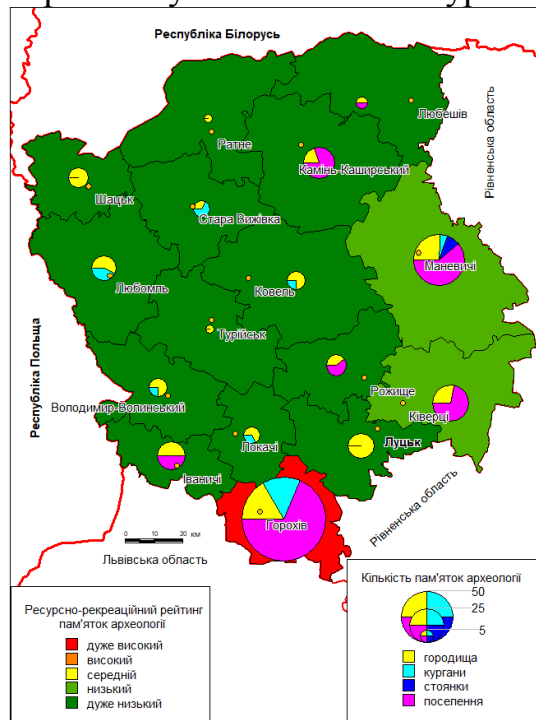 Республіка Білорусь
Рівненська область
Любешів
Ратне
Камінь-Каширський
Шацьк
Стара Вижівка
Маневичі
Любомль
Ковель
Турійськ
Республіка Польща
Рожище
Володимир-Волинський
Ківерці
Луцьк
Локачі
Іваничі
Горохів
Рівненська область
0 10 20 км
Львівська область
Ресурсно-рекреаційний рейтинг
пам'яток археології
дуже високий
високий
середній
низький
дуже низький
Кількість пам'яток археології
50
25
5
городища
кургани
стоянки
поселення